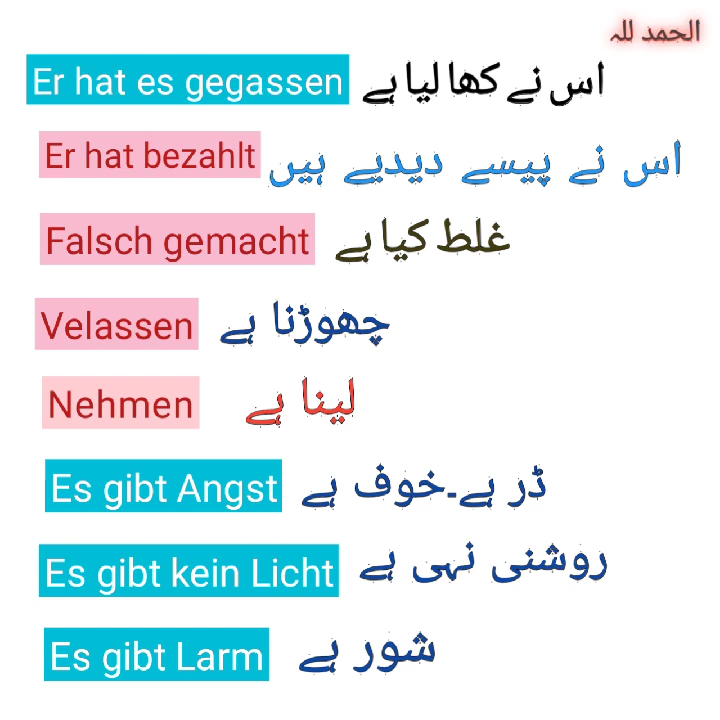 الحمد للہ
Er hat es gegassen اس نے کھا لیا ہے
Er hat bezahlt اس نے پیسے دیدیے ہیں
Falsch gemacht غلط کیا ہے
Velassen چھوڑنا ہے
Nehmen لینا ہے
Es gibt Angst ڈر ہے۔خوف ہے
Es gibt kein Licht روشنی نہی ہے
Es gibt Larm شور ہے